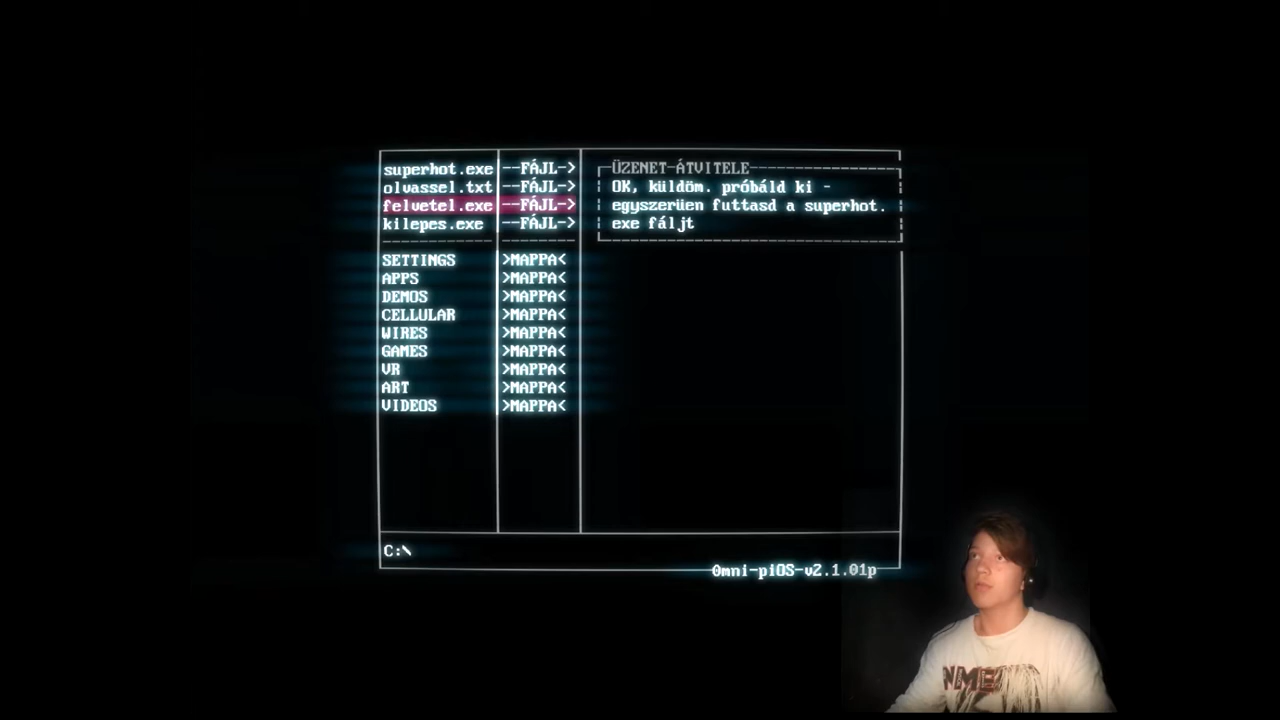 superhot.exe --FÁJL->
olvassel.txt --FÁJL->
felvetel.exe --FÁJL->
kilepes.exe --FÁJL->
SETTINGS >MAPPA<
APPS >MAPPA<
DEMOS >MAPPA<
CELLULAR >MAPPA<
WIRES >MAPPA<
GAMES >MAPPA<
VR >MAPPA<
ART >MAPPA<
VIDEOS >MAPPA<
ÜZENET-ÁTVITELE
OK, küldöm. próbáld ki -
egyszerüen futtasd a superhot.
exe fáljt
C:\
Omni-piOS-v2.1.01p